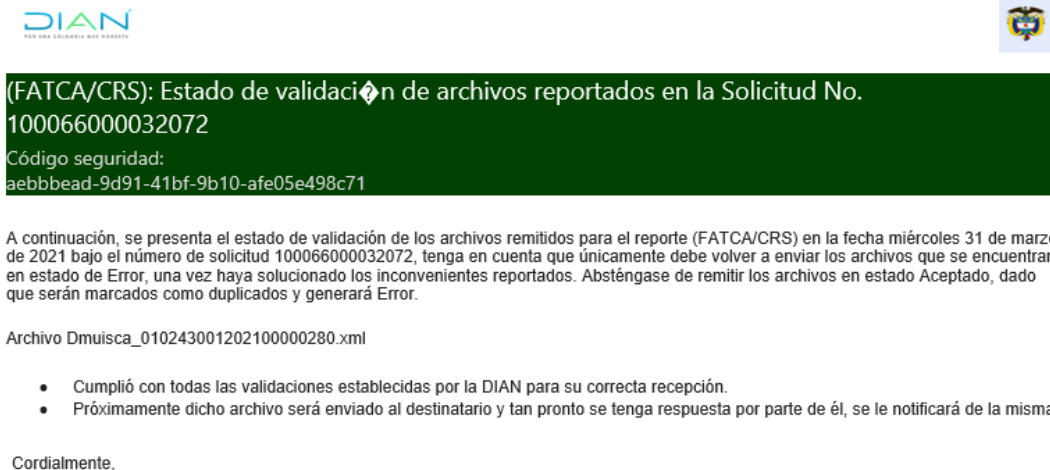 DIAN
POR UNA COLOMBIA MÁS HONESTA
(FATCA/CRS): Estado de validaci�n de archivos reportados en la Solicitud No.
100066000032072
Código seguridad:
aebbbead-9d91-41bf-9b10-afe05e498c71
A continuación, se presenta el estado de validación de los archivos remitidos para el reporte (FATCA/CRS) en la fecha miércoles 31 de marzo
de 2021 bajo el número de solicitud 100066000032072, tenga en cuenta que únicamente debe volver a enviar los archivos que se encuentran
en estado de Error, una vez haya solucionado los inconvenientes reportados. Absténgase de remitir los archivos en estado Aceptado, dado
que serán marcados como duplicados y generará Error.
Archivo Dmuisca_010243001202100000280.xml
● Cumplió con todas las validaciones establecidas por la DIAN para su correcta recepción.
● Próximamente dicho archivo será enviado al destinatario y tan pronto se tenga respuesta por parte de él, se le notificará de la misma
Cordialmente,